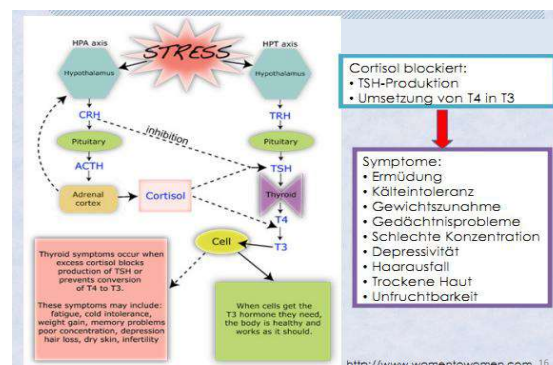 HPA axis
STRESS
HPT axis
Hypothalamus
Hypothalamus
CRH
TRH
inhibition
Pituitary
Pituitary
ACTH
TSH
Adrenal
cortex
Cortisol
Thyroid
T4
T3
Cell
Thyroid symptoms occur when
excess cortisol blocks
production of TSH or
prevents conversion
of T4 to T3.
These symptoms may include:
fatigue, cold intolerance,
weight gain, memory problems
poor concentration, depression
hair loss, dry skin, infertility
When cells get the
T3 hormone they need,
the body is healthy and
works as it should.
Cortisol blockiert:
• TSH-Produktion
• Umsetzung von T4 in T3
Symptome:
• Ermüdung
• Kälteintoleranz
• Gewichtszunahme
• Gedächtnisprobleme
• Schlechte Konzentration
• Depressivität
• Haarausfall
• Trockene Haut
• Unfruchtbarkeit
http://www.womentowomen.com
16